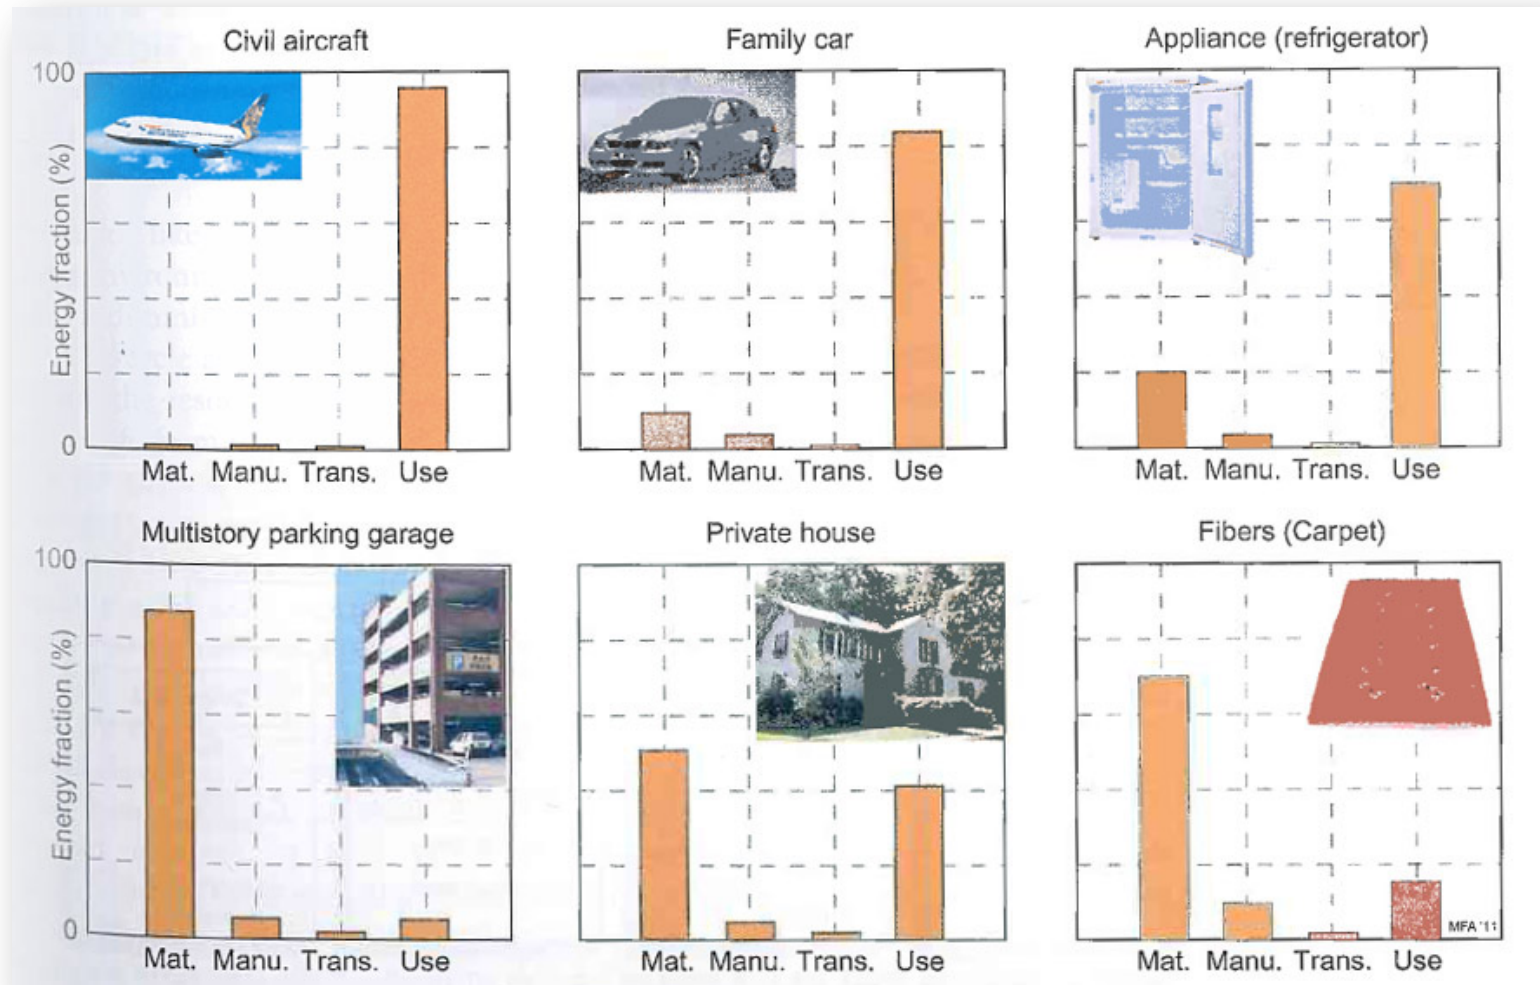 Civil aircraft
Family car
Appliance (refrigerator)
100
Energy fraction (%)
0
Mat. Manu. Trans. Use
Mat. Manu. Trans. Use
Mat. Manu. Trans. Use
Multistory parking garage
Private house
Fibers (Carpet)
100
Energy fraction (%)
0
MFA '11
Mat. Manu. Trans. Use
Mat. Manu. Trans. Use
Mat. Manu. Trans. Use